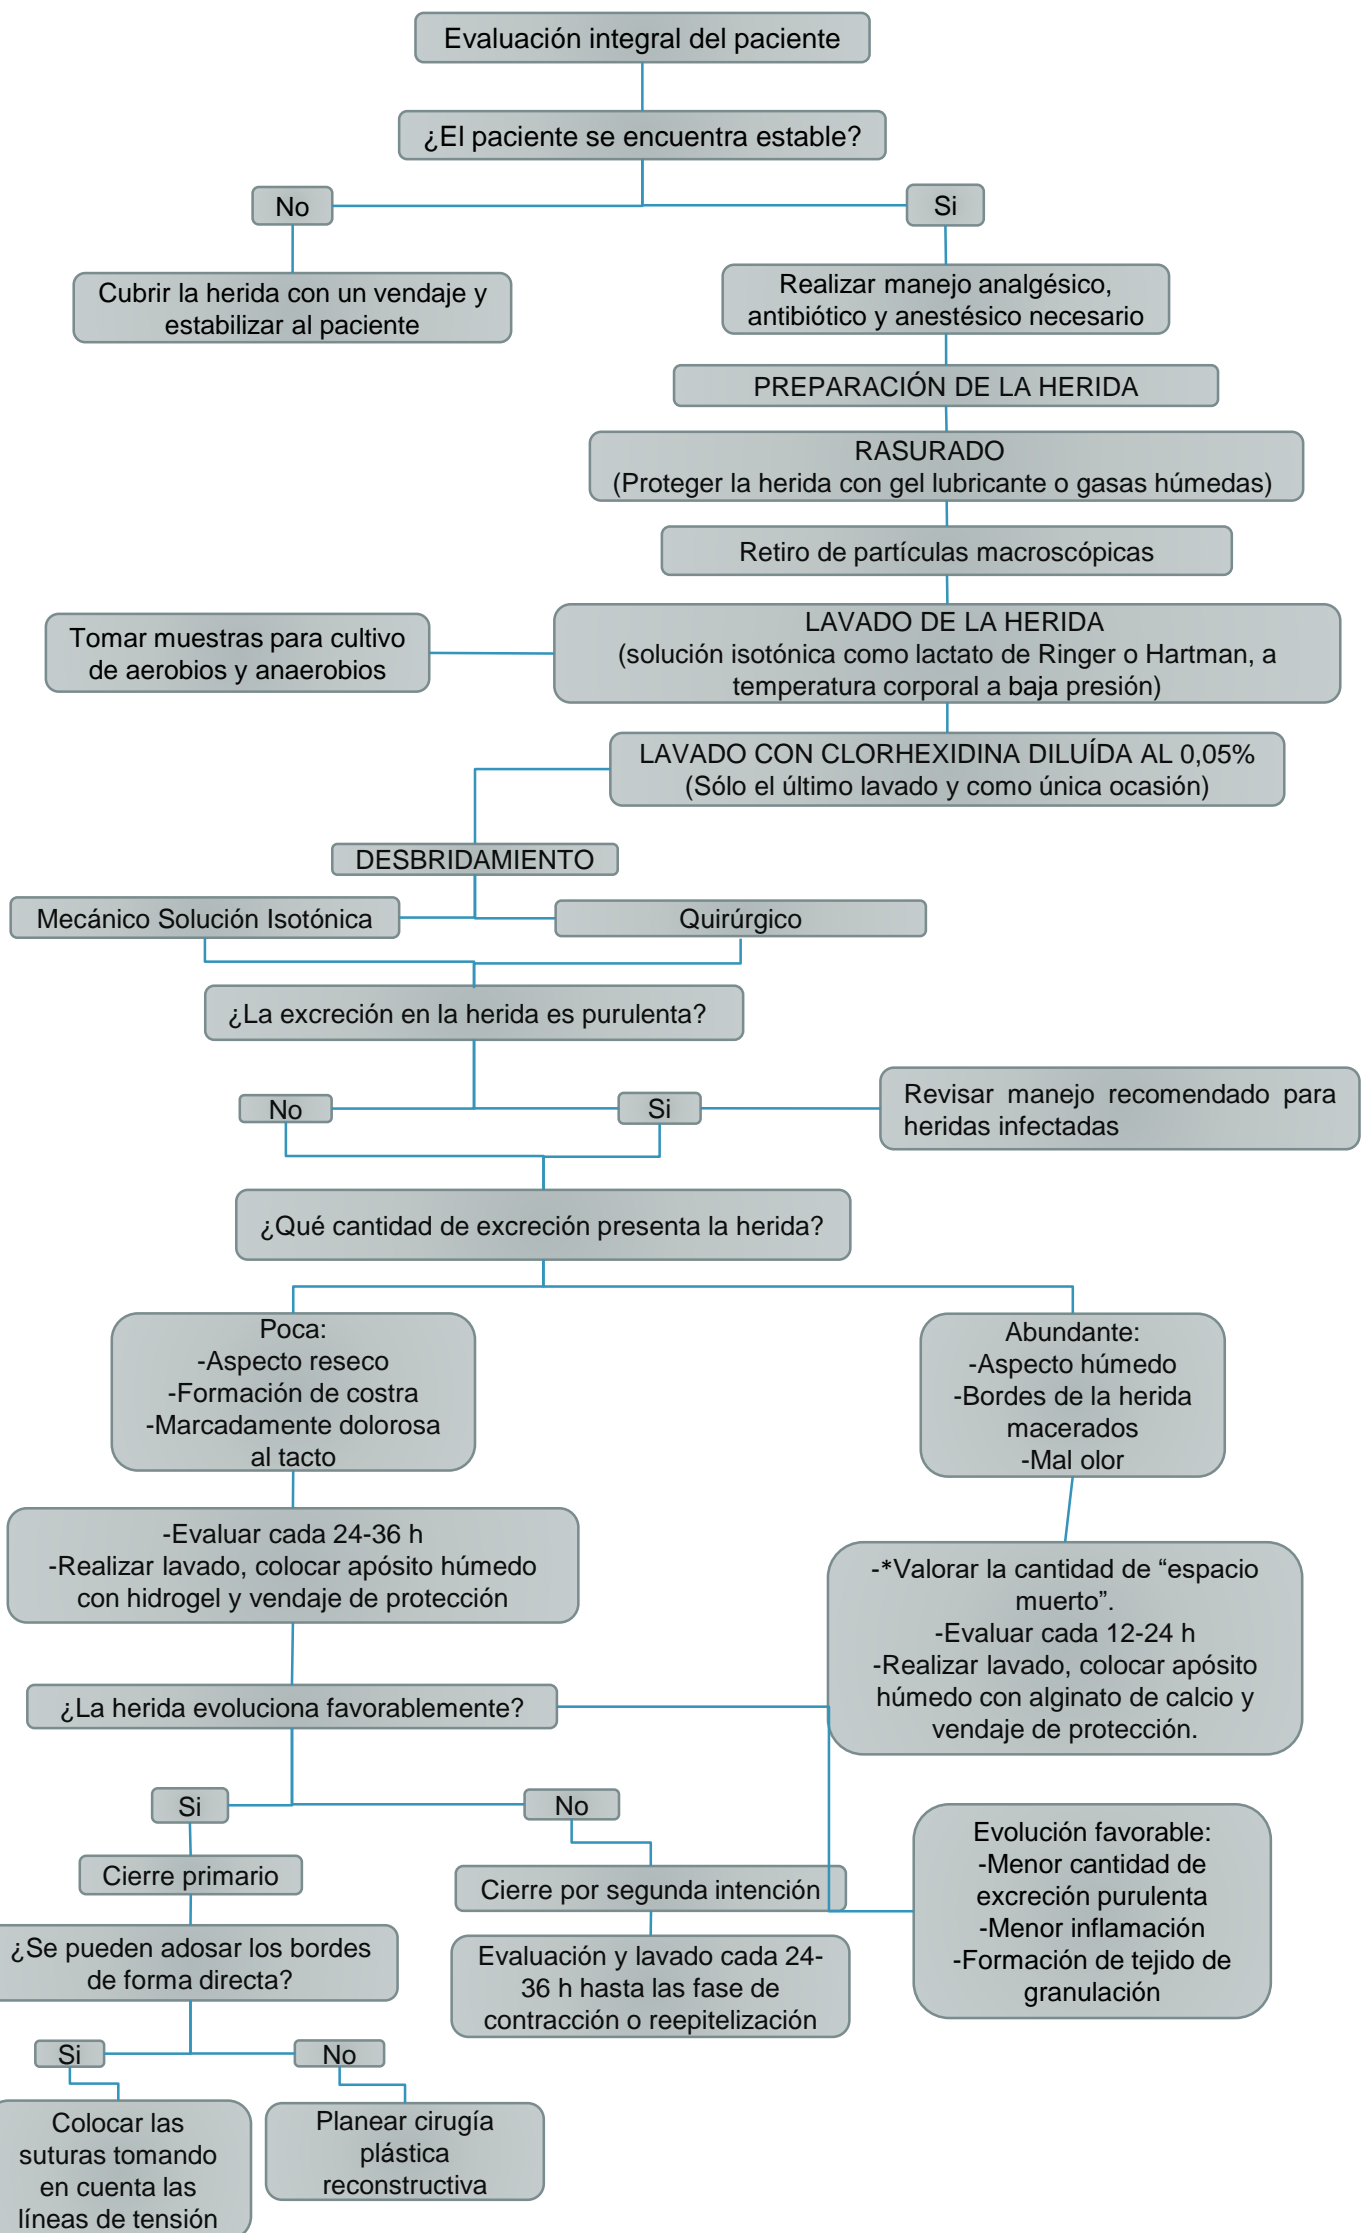 Evaluación integral del paciente
¿El paciente se encuentra estable?
No
Si
Cubrir la herida con un vendaje y
estabilizar al paciente
Realizar manejo analgésico,
antibiótico y anestésico necesario
PREPARACIÓN DE LA HERIDA
RASURADO
(Proteger la herida con gel lubricante o gasas húmedas)
Retiro de partículas macroscópicas
Tomar muestras para cultivo
de aerobios y anaerobios
LAVADO DE LA HERIDA
(solución isotónica como lactato de Ringer o Hartman, a
temperatura corporal a baja presión)
LAVADO CON CLORHEXIDINA DILUÍDA AL 0,05%
(Sólo el último lavado y como única ocasión)
DESBRIDAMIENTO
Mecánico Solución Isotónica
Quirúrgico
¿La excreción en la herida es purulenta?
No
Si
Revisar manejo recomendado para
heridas infectadas
¿Qué cantidad de excreción presenta la herida?
Poca:
-Aspecto reseco
-Formación de costra
-Marcadamente dolorosa
al tacto
Abundante:
-Aspecto húmedo
-Bordes de la herida
macerados
-Mal olor
-Evaluar cada 24-36 h
-Realizar lavado, colocar apósito húmedo
con hidrogel y vendaje de protección
-*Valorar la cantidad de “espacio
muerto”.
-Evaluar cada 12-24 h
-Realizar lavado, colocar apósito
húmedo con alginato de calcio y
vendaje de protección.
¿La herida evoluciona favorablemente?
Si
No
Cierre primario
Cierre por segunda intención
Evolución favorable:
-Menor cantidad de
excreción purulenta
-Menor inflamación
-Formación de tejido de
granulación
¿Se pueden adosar los bordes
de forma directa?
Evaluación y lavado cada 24-
36 h hasta las fase de
contracción o reepitelización
Si
No
Colocar las
suturas tomando
en cuenta las
líneas de tensión
Planear cirugía
plástica
reconstructiva